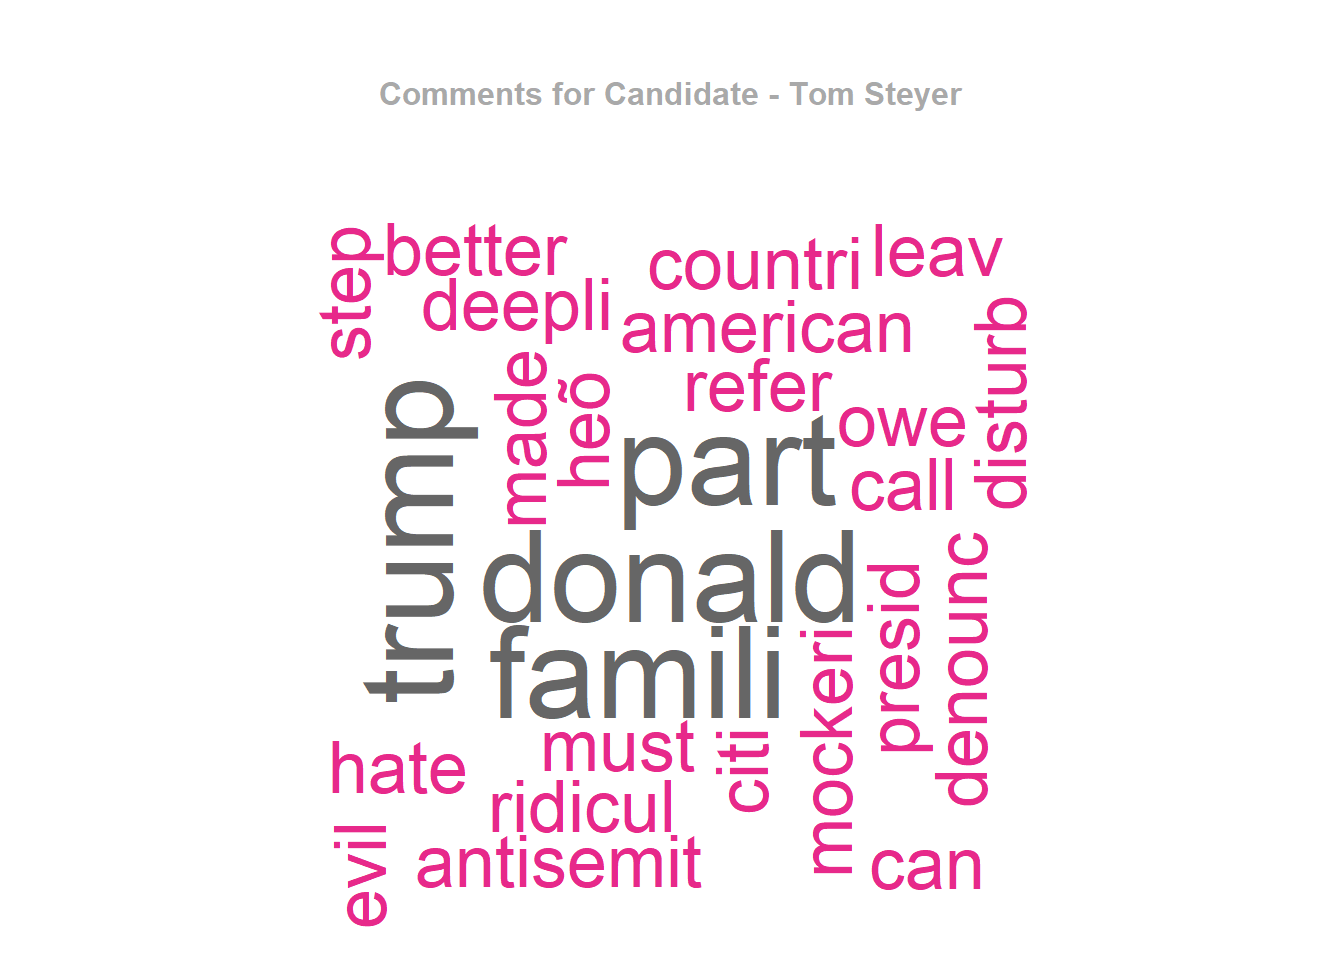 Comments for Candidate - Tom Steyer
step
better
countri
leav
deepli
american
disturb
made
heõ
refer
trump
part
owe
call
donald
presid
denounc
famili
mockeri
must
citi
hate
ridicul
evil
antisemit
can